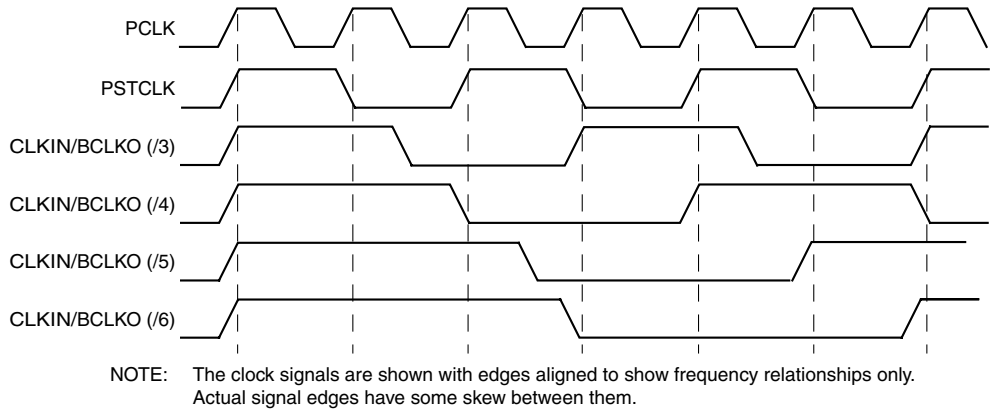 PCLK
PSTCLK
CLKIN/BCLKO (/3)
CLKIN/BCLKO (/4)
CLKIN/BCLKO (/5)
CLKIN/BCLKO (/6)
NOTE: The clock signals are shown with edges aligned to show frequency relationships only.
Actual signal edges have some skew between them.